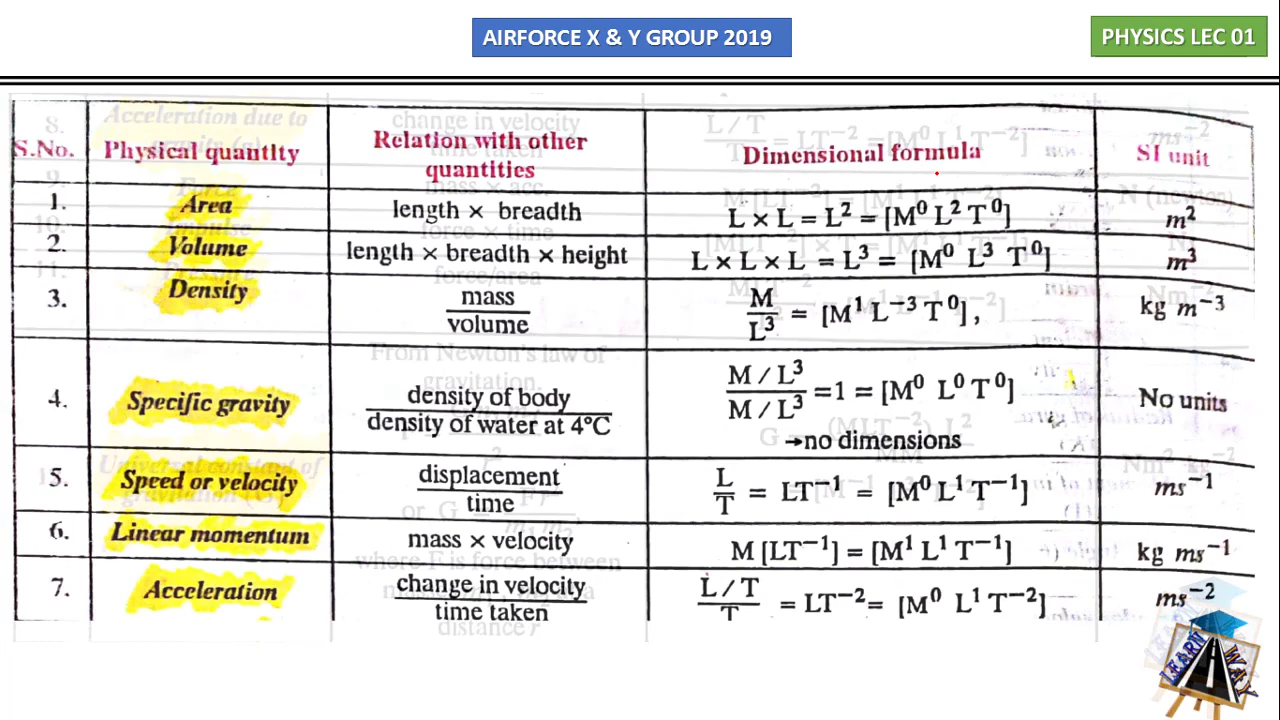 AIRFORCE X & Y GROUP 2019
PHYSICS LEC 01
S.No. Physical quantity Relation with other quantities Dimensional formula SI unit
1. Area length × breadth L × L = L² = [M⁰ L² T⁰] m²
2. Volume length × breadth × height L × L × L = L³ = [M⁰ L³ T⁰] m³
3. Density mass / volume M / L³ = [M¹ L⁻³ T⁰], kg m⁻³
4. Specific gravity density of body / density of water at 4°C M / L³ / M / L³ = 1 = [M⁰ L⁰ T⁰] No units
→no dimensions
5. Speed or velocity displacement / time L / T = LT⁻¹ = [M⁰ L¹ T⁻¹] ms⁻¹
6. Linear momentum mass × velocity M [LT⁻¹] = [M¹ L¹ T⁻¹] kg ms⁻¹
7. Acceleration change in velocity / time taken L / T / T = LT⁻² = [M⁰ L¹ T⁻²] ms⁻²
LEARN WAY